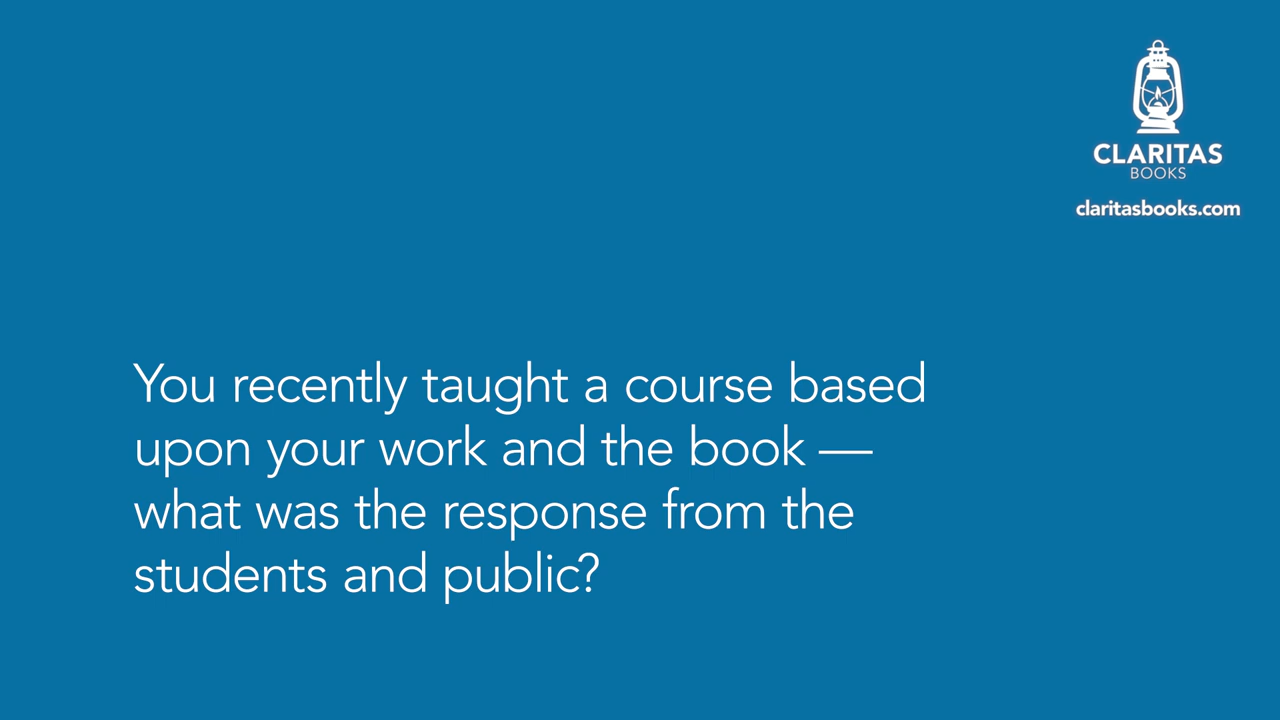 CLARITAS
BOOKS
claritasbooks.com
You recently taught a course based
upon your work and the book —
what was the response from the
students and public?